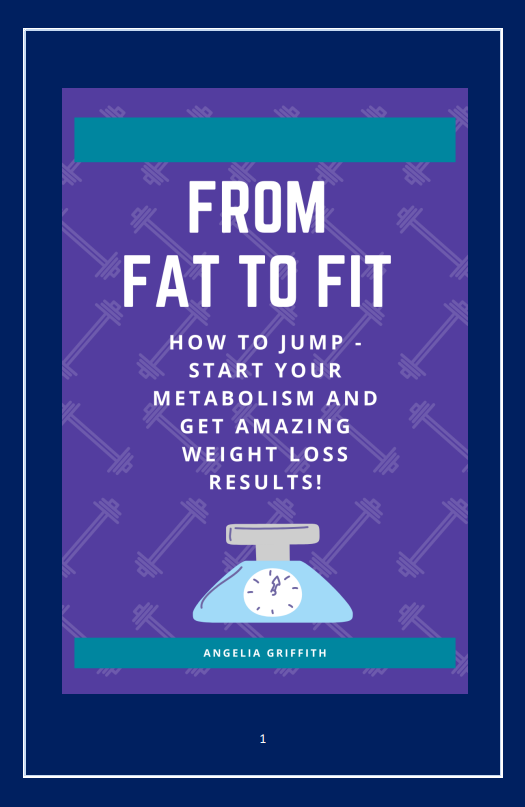 FROM
FAT TO FIT
HOW TO JUMP -
START YOUR
METABOLISM AND
GET AMAZING
WEIGHT LOSS
RESULTS!
ANGELIA GRIFFITH
1